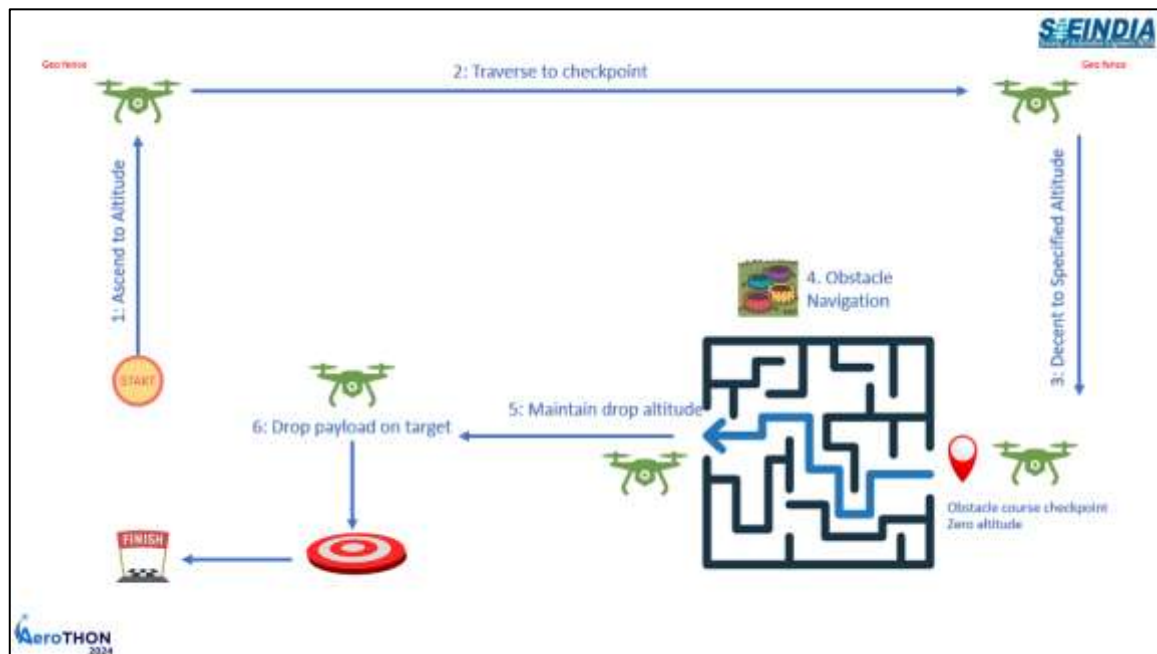 SAEINDIA
Geo fence
2: Traverse to checkpoint
Geo fence
1: Ascend to Altitude
3: Decent to Specified Altitude
4. Obstacle
Navigation
START
5: Maintain drop altitude
6: Drop payload on target
Obstacle course checkpoint
Zero altitude
FINISH
AeroTHON
2024